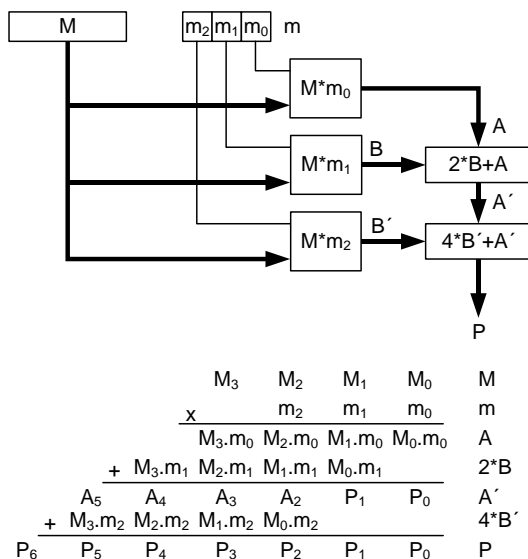 M m₂ m₁ m₀ m
M*m₀
A
M*m₁ B 2*B+A
A´
M*m₂ B´ 4*B´+A´
P
M₃ M₂ M₁ M₀ M
x m₂ m₁ m₀ m
M₃.m₀ M₂.m₀ M₁.m₀ M₀.m₀ A
+ M₃.m₁ M₂.m₁ M₁.m₁ M₀.m₁ 2*B
A₅ A₄ A₃ A₂ P₁ P₀ A´
+ M₃.m₂ M₂.m₂ M₁.m₂ M₀.m₂ 4*B´
P₆ P₅ P₄ P₃ P₂ P₁ P₀ P